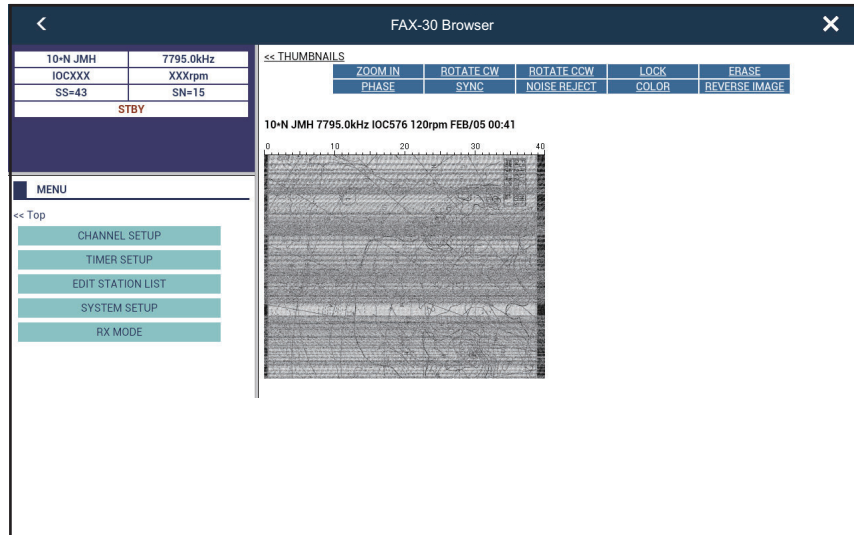 FAX-30 Browser
10*N JMH 7795.0kHz
IOCXXX XXXrpm
SS=43 SN=15
STBY
MENU
<< Top
CHANNEL SETUP
TIMER SETUP
EDIT STATION LIST
SYSTEM SETUP
RX MODE
<< THUMBNAILS
ZOOM IN ROTATE CW ROTATE CCW LOCK ERASE
PHASE SYNC NOISE REJECT COLOR REVERSE IMAGE
10*N JMH 7795.0kHz IOC576 120rpm FEB/05 00:41
0 10 20 30 40